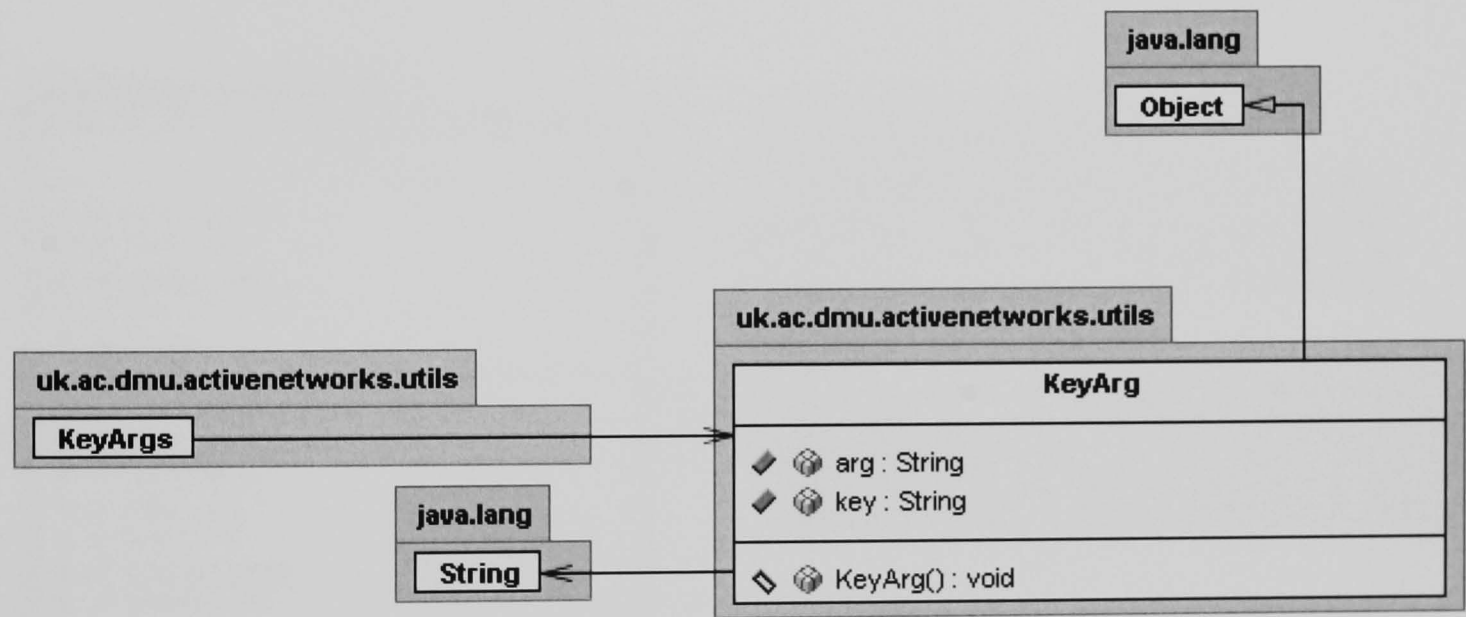 java.lang
Object
uk.ac.dmu.activenetworks.utils
KeyArg
arg : String
key : String
KeyArg() : void
uk.ac.dmu.activenetworks.utils
KeyArgs
java.lang
String